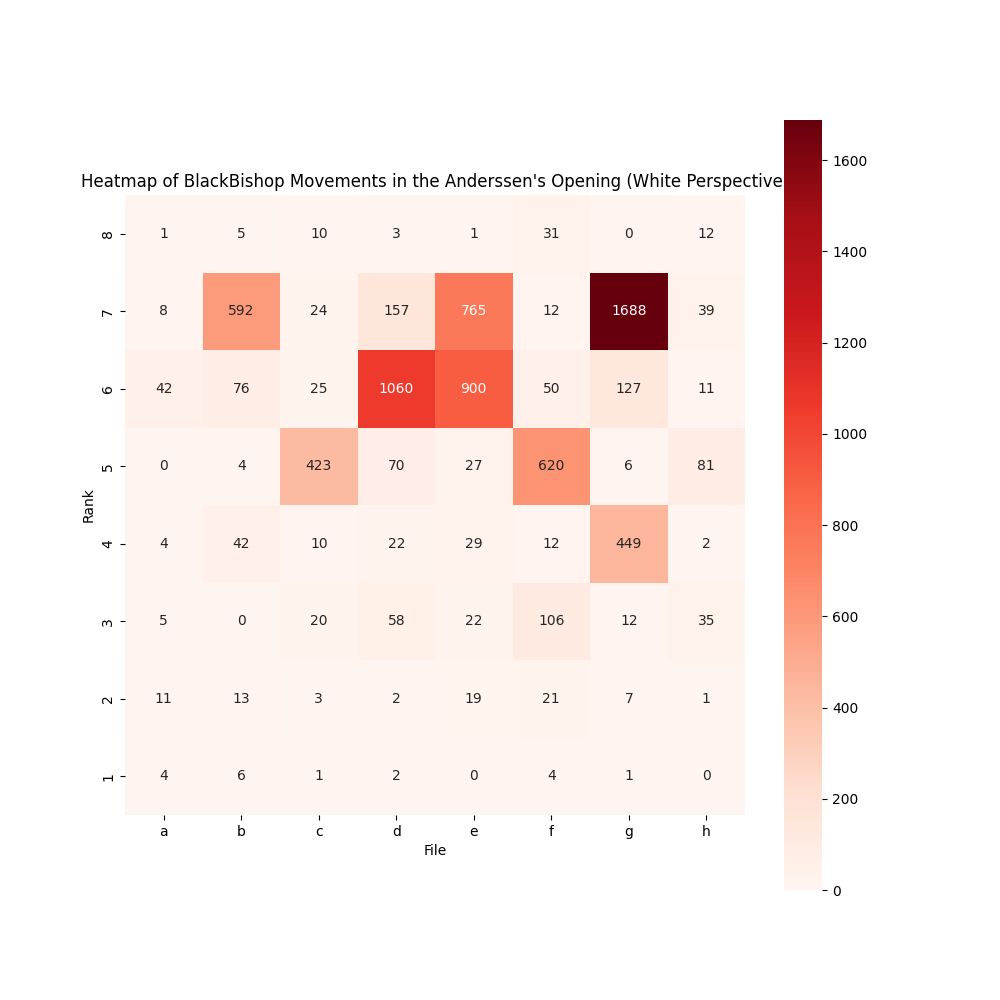 Heatmap of BlackBishop Movements in the Anderssen's Opening (White Perspective
8 1 5 10 3 1 31 0 12
7 8 592 24 157 765 12 1688 39
6 42 76 25 1060 900 50 127 11
5 0 4 423 70 27 620 6 81
4 4 42 10 22 29 12 449 2
3 5 0 20 58 22 106 12 35
2 11 13 3 2 19 21 7 1
1 4 6 1 2 0 4 1 0
a b c d e f g h
File
Rank
1600
1400
1200
1000
800
600
400
200
0